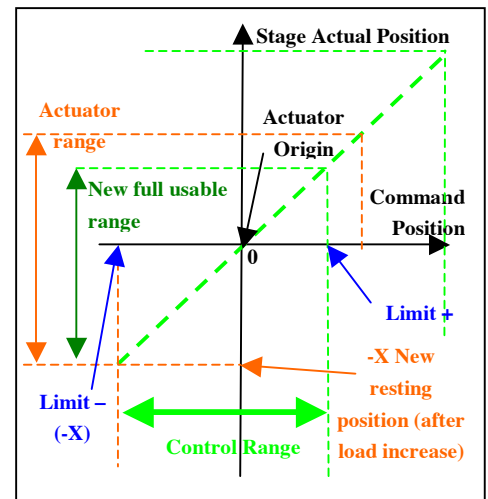 Stage Actual Position
Actuator
range
Actuator
Origin
New full usable
range
Command
Position
0
Limit +
-X New
resting
position (after
load increase)
Limit –
(-X)
Control Range